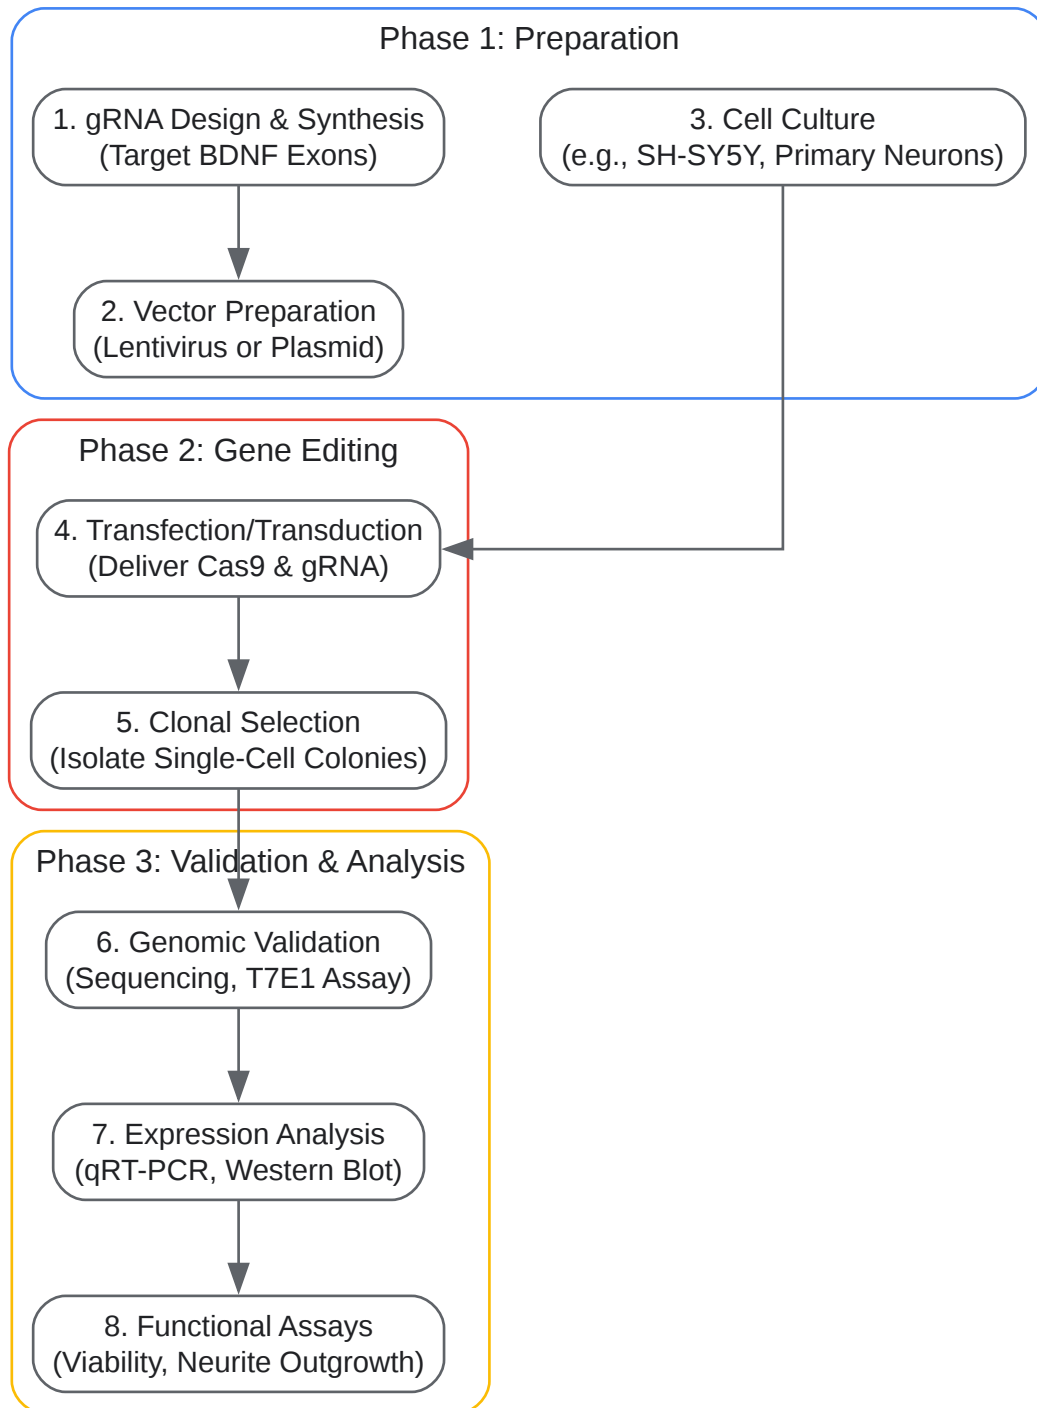 Phase 1: Preparation
1. gRNA Design & Synthesis
(Target BDNF Exons)
3. Cell Culture
(e.g., SH-SY5Y, Primary Neurons)
2. Vector Preparation
(Lentivirus or Plasmid)
Phase 2: Gene Editing
4. Transfection/Transduction
(Deliver Cas9 & gRNA)
5. Clonal Selection
(Isolate Single-Cell Colonies)
Phase 3: Validation & Analysis
6. Genomic Validation
(Sequencing, T7E1 Assay)
7. Expression Analysis
(qRT-PCR, Western Blot)
8. Functional Assays
(Viability, Neurite Outgrowth)